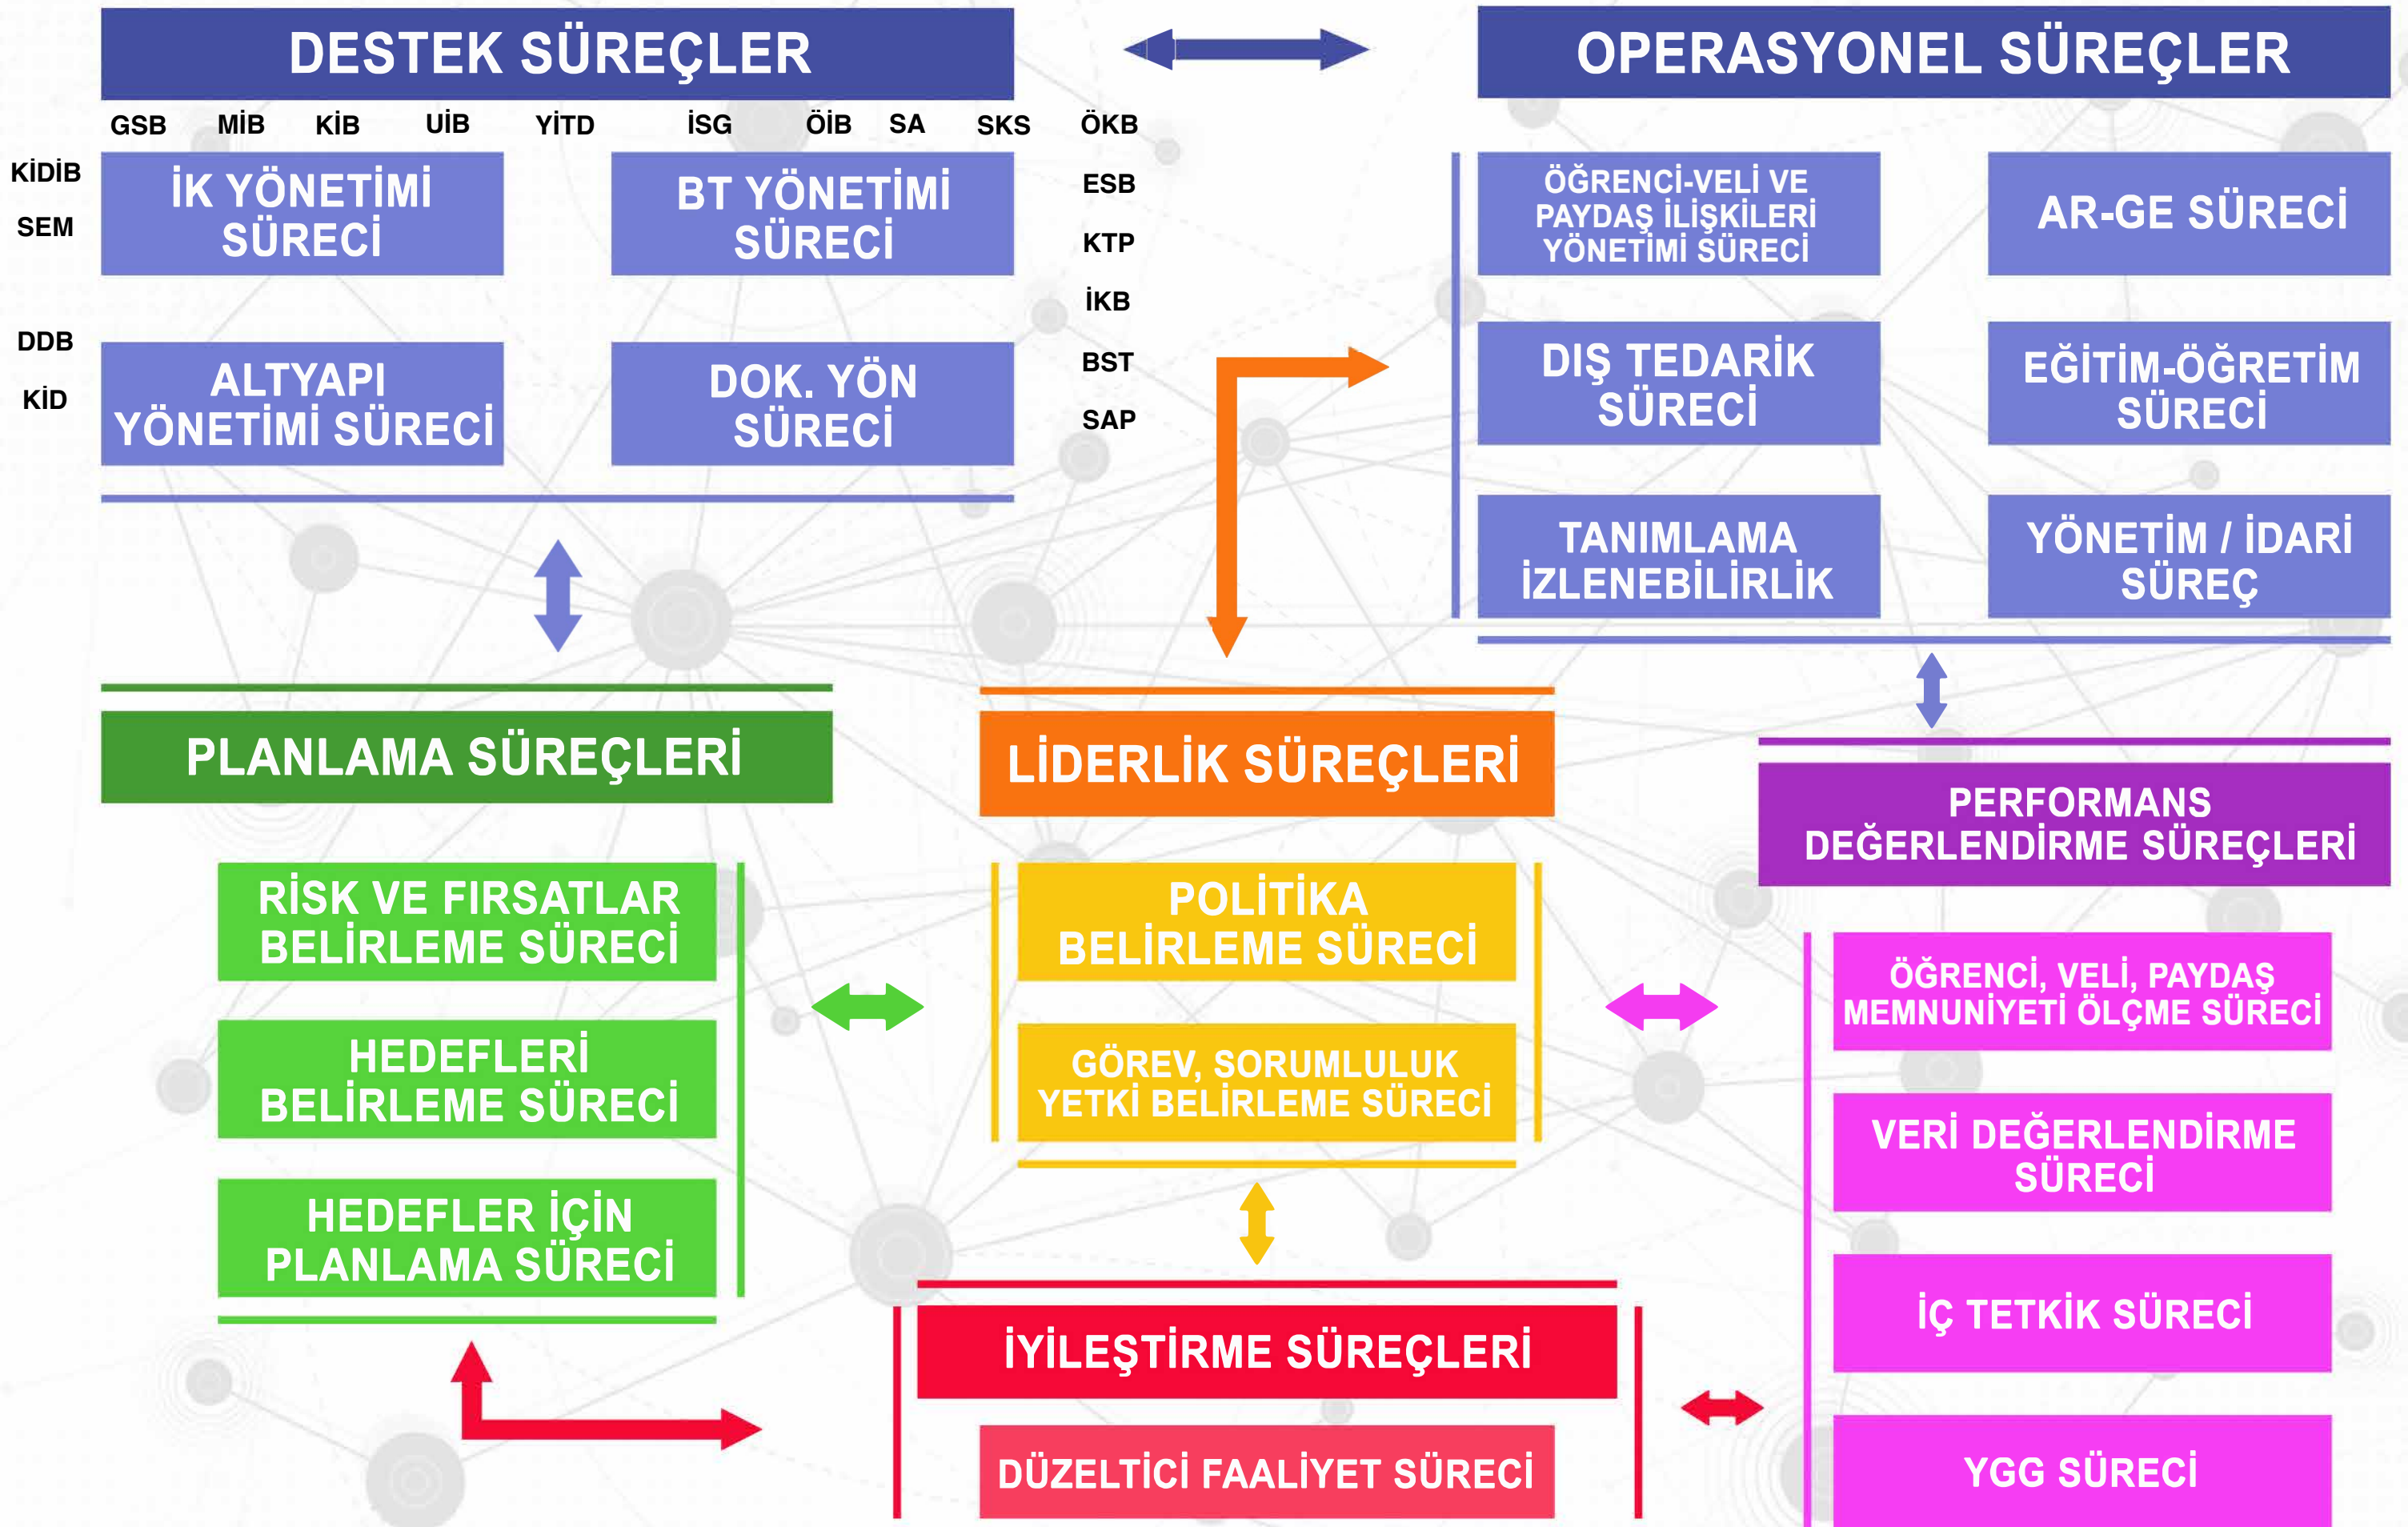 DESTEK SÜREÇLER
OPERASYONEL SÜREÇLER
GSB MİB KİB UİB YİTD İSG ÖİB SA SKS ÖKB
KİDİB
SEM
DDB
KİD
ESB
KTP
İKB
BST
SAP
İK YÖNETİMİ
SÜRECİ
BT YÖNETİMİ
SÜRECİ
ALTYAPI
YÖNETİMİ SÜRECİ
DOK. YÖN
SÜRECİ
ÖĞRENCİ-VELİ VE
PAYDAŞ İLİŞKİLERİ
YÖNETİMİ SÜRECİ
AR-GE SÜRECİ
DIŞ TEDARİK
SÜRECİ
EĞİTİM-ÖĞRETİM
SÜRECİ
TANIMLAMA
İZLENEBİLİRLİK
YÖNETİM / İDARİ
SÜREÇ
PLANLAMA SÜREÇLERİ
RİSK VE FIRSATLAR
BELİRLEME SÜRECİ
HEDEFLERİ
BELİRLEME SÜRECİ
HEDEFLER İÇİN
PLANLAMA SÜRECİ
LİDERLİK SÜREÇLERİ
POLİTİKA
BELİRLEME SÜRECİ
GÖREV, SORUMLULUK
YETKİ BELİRLEME SÜRECİ
PERFORMANS
DEĞERLENDİRME SÜREÇLERİ
ÖĞRENCİ, VELİ, PAYDAŞ
MEMNUNİYETİ ÖLÇME SÜRECİ
VERİ DEĞERLENDİRME
SÜRECİ
İÇ TETKİK SÜRECİ
YGG SÜRECİ
İYİLEŞTİRME SÜREÇLERİ
DÜZELTİCİ FAALİYET SÜRECİ